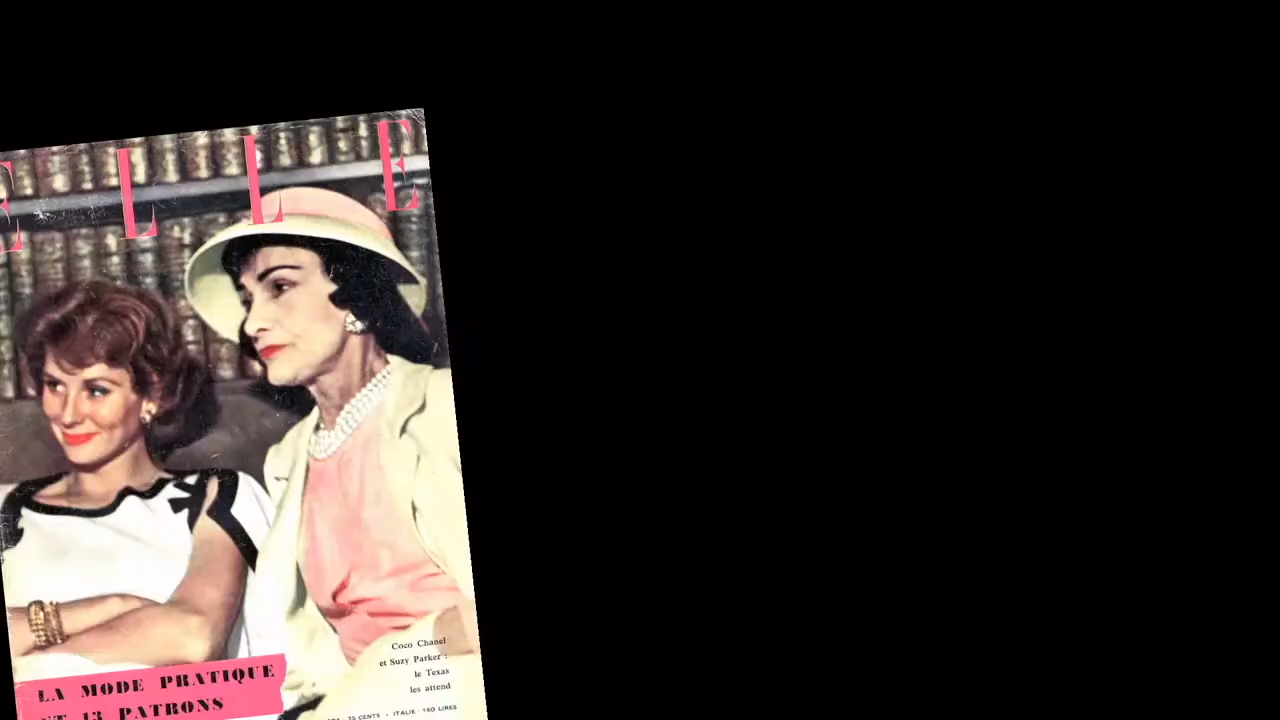 ELLE
Coco Chanel
et Suzy Parker :
le Texas
les attend
LA MODE PRATIQUE
ET 13 PATRONS
25 CENTS • ITALIE : 150 LIRES